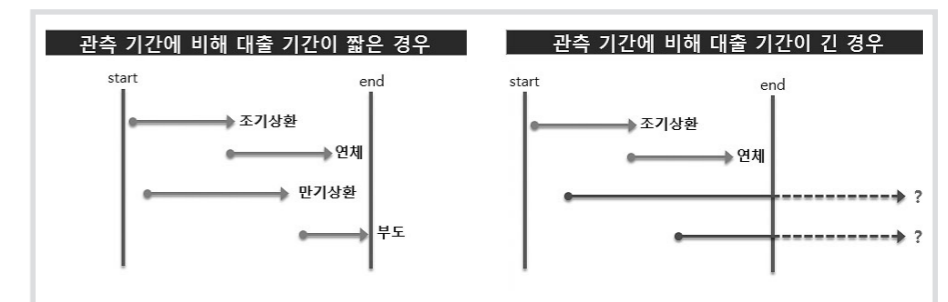 관측 기간에 비해 대출 기간이 짧은 경우
start
end
조기상환
연체
만기상환
부도
관측 기간에 비해 대출 기간이 긴 경우
start
end
조기상환
연체
?
?